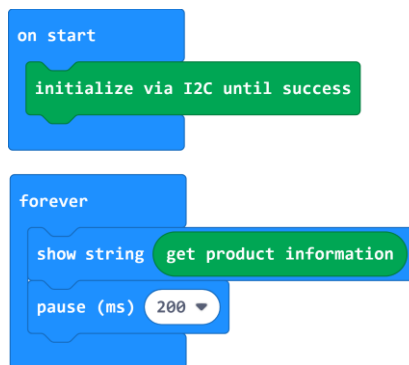 on start
initialize via I2C until success
forever
show string get product information
pause (ms) 200